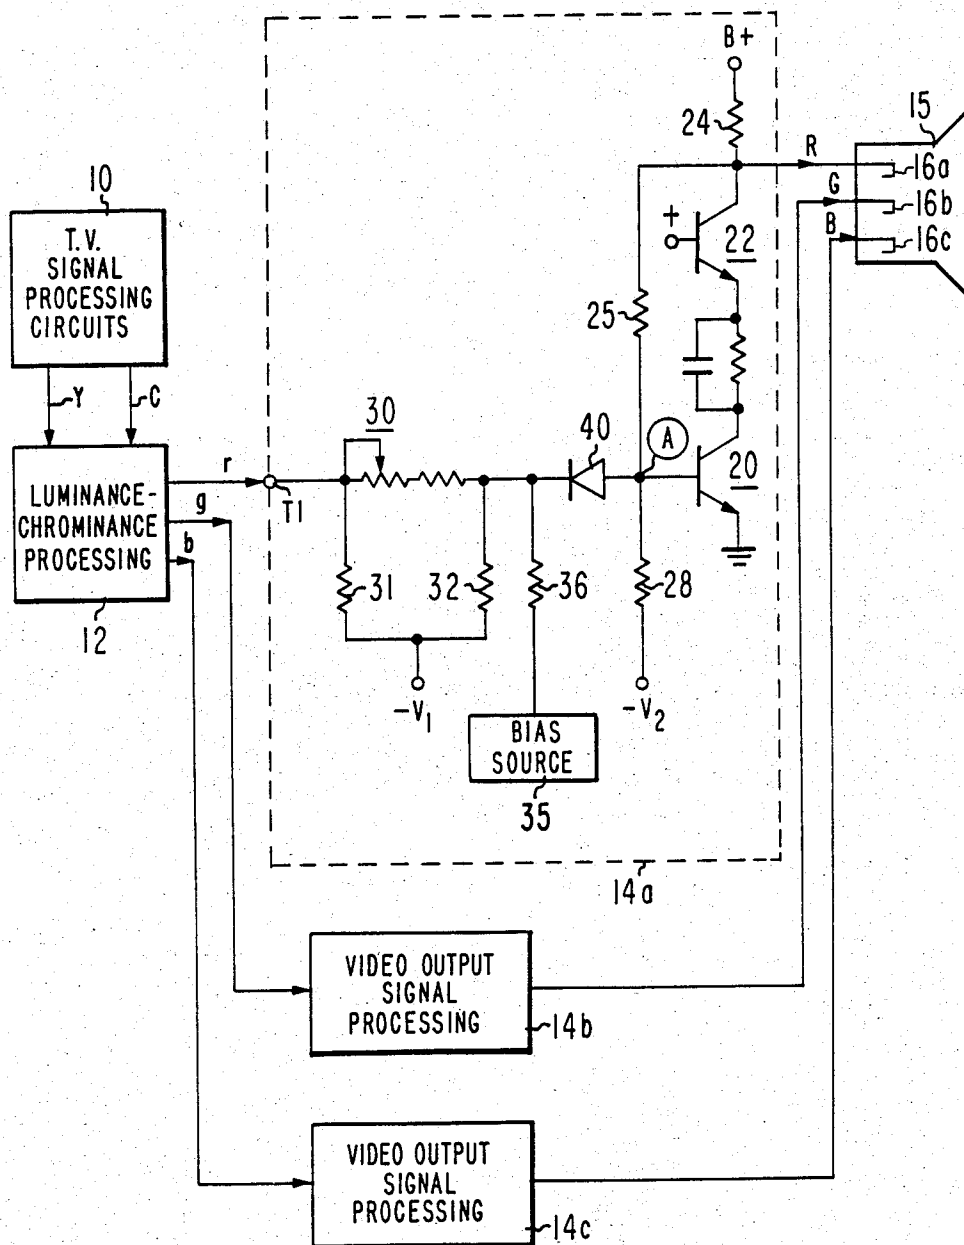 B+
24
15
R
16a
10
G
16b
T.V.
SIGNAL
PROCESSING
CIRCUITS
B
16c
+
22
25
Y
C
30
40
A
20
r
T1
LUMINANCE-
CHROMINANCE
PROCESSING
g
b
31
32
36
28
12
-V1
-V2
BIAS
SOURCE
35
14a
VIDEO OUTPUT
SIGNAL
PROCESSING
14b
VIDEO OUTPUT
SIGNAL
PROCESSING
14c